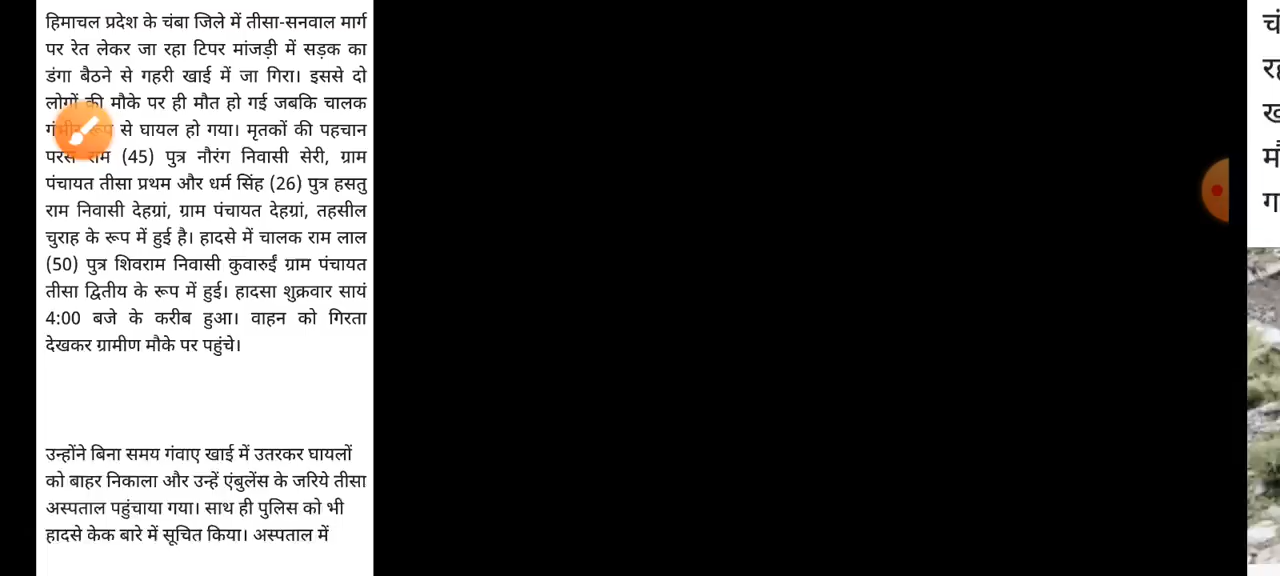 हिमाचल प्रदेश के चंबा जिले में तीसा-सनवाल मार्ग
पर रेत लेकर जा रहा टिपर मांजड़ी में सड़क का
डंगा बैठने से गहरी खाई में जा गिरा। इससे दो
लोगों की मौके पर ही मौत हो गई जबकि चालक
गंभीर रूप से घायल हो गया। मृतकों की पहचान
परस राम (45) पुत्र नौरंग निवासी सेरी, ग्राम
पंचायत तीसा प्रथम और धर्म सिंह (26) पुत्र हसतु
राम निवासी देहग्रां, ग्राम पंचायत देहग्रां, तहसील
चुराह के रूप में हुई है। हादसे में चालक राम लाल
(50) पुत्र शिवराम निवासी कुवारुईं ग्राम पंचायत
तीसा द्वितीय के रूप में हुई। हादसा शुक्रवार सायं
4:00 बजे के करीब हुआ। वाहन को गिरता
देखकर ग्रामीण मौके पर पहुंचे।
उन्होंने बिना समय गंवाए खाई में उतरकर घायलों
को बाहर निकाला और उन्हें एंबुलेंस के जरिये तीसा
अस्पताल पहुंचाया गया। साथ ही पुलिस को भी
हादसे केक बारे में सूचित किया। अस्पताल में